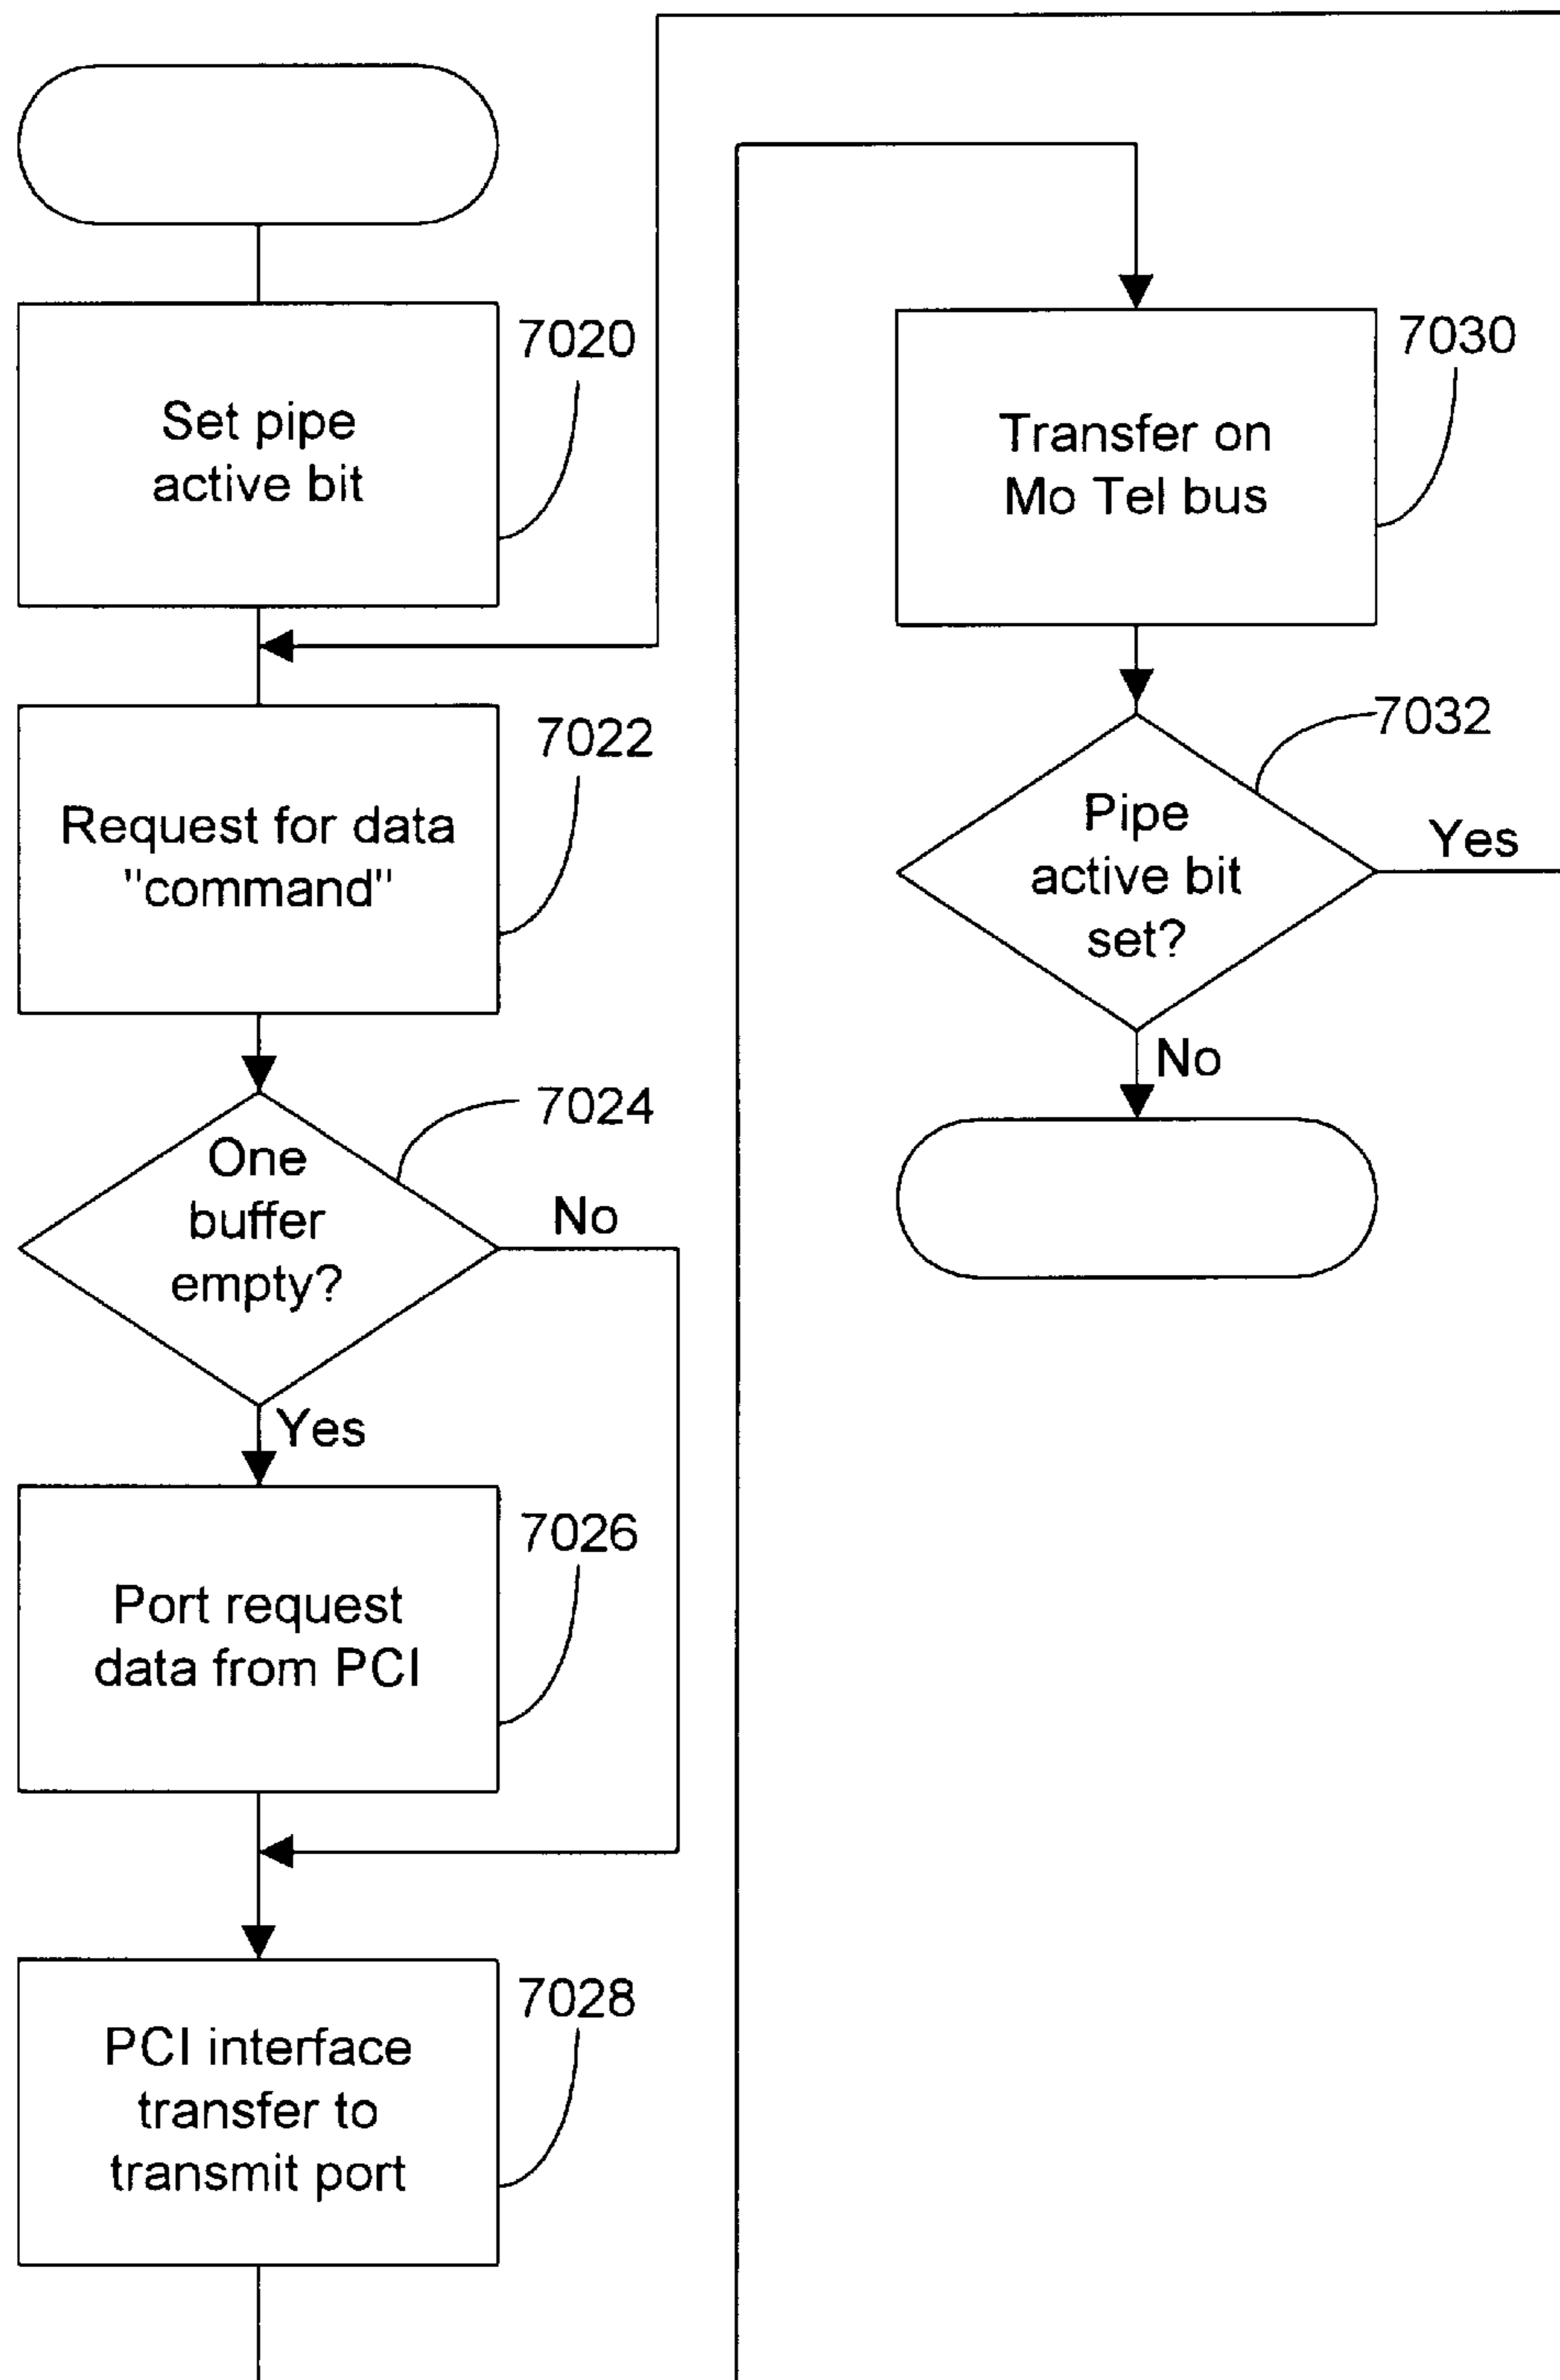 Set pipe
active bit
7020
Request for data
"command"
7022
One
buffer
empty?
7024
No
Yes
Port request
data from PCI
7026
PCI interface
transfer to
transmit port
7028
Transfer on
Mo Tel bus
7030
Pipe
active bit
set?
7032
Yes
No